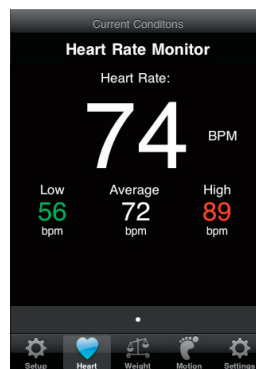 Current Conditons
Heart Rate Monitor
Heart Rate:
74 BPM
Low Average High
56 72 89
bpm bpm bpm
Setup Heart Weight Motion Settings